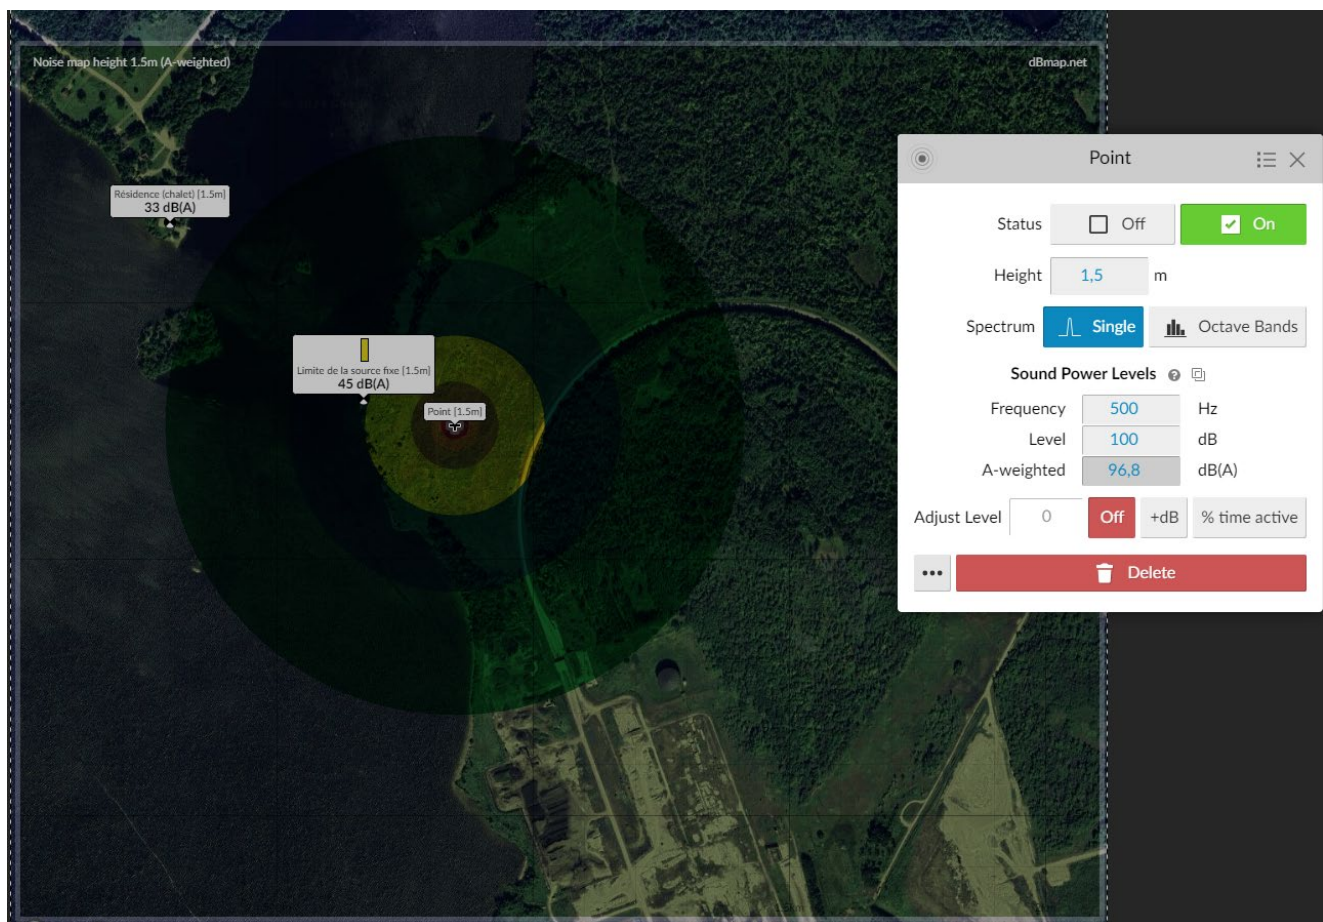 Noise map height 1.5m (A-weighted)
dBmap.net
Résidence (chalet) [1.5m]
33 dB(A)
Limite de la source fixe [1.5m]
45 dB(A)
Point [1.5m]
Point
Status
Off
On
Height
1,5
m
Spectrum
Single
Octave Bands
Sound Power Levels
Frequency
500
Hz
Level
100
dB
A-weighted
96,8
dB(A)
Adjust Level
0
Off
+dB
% time active
Delete